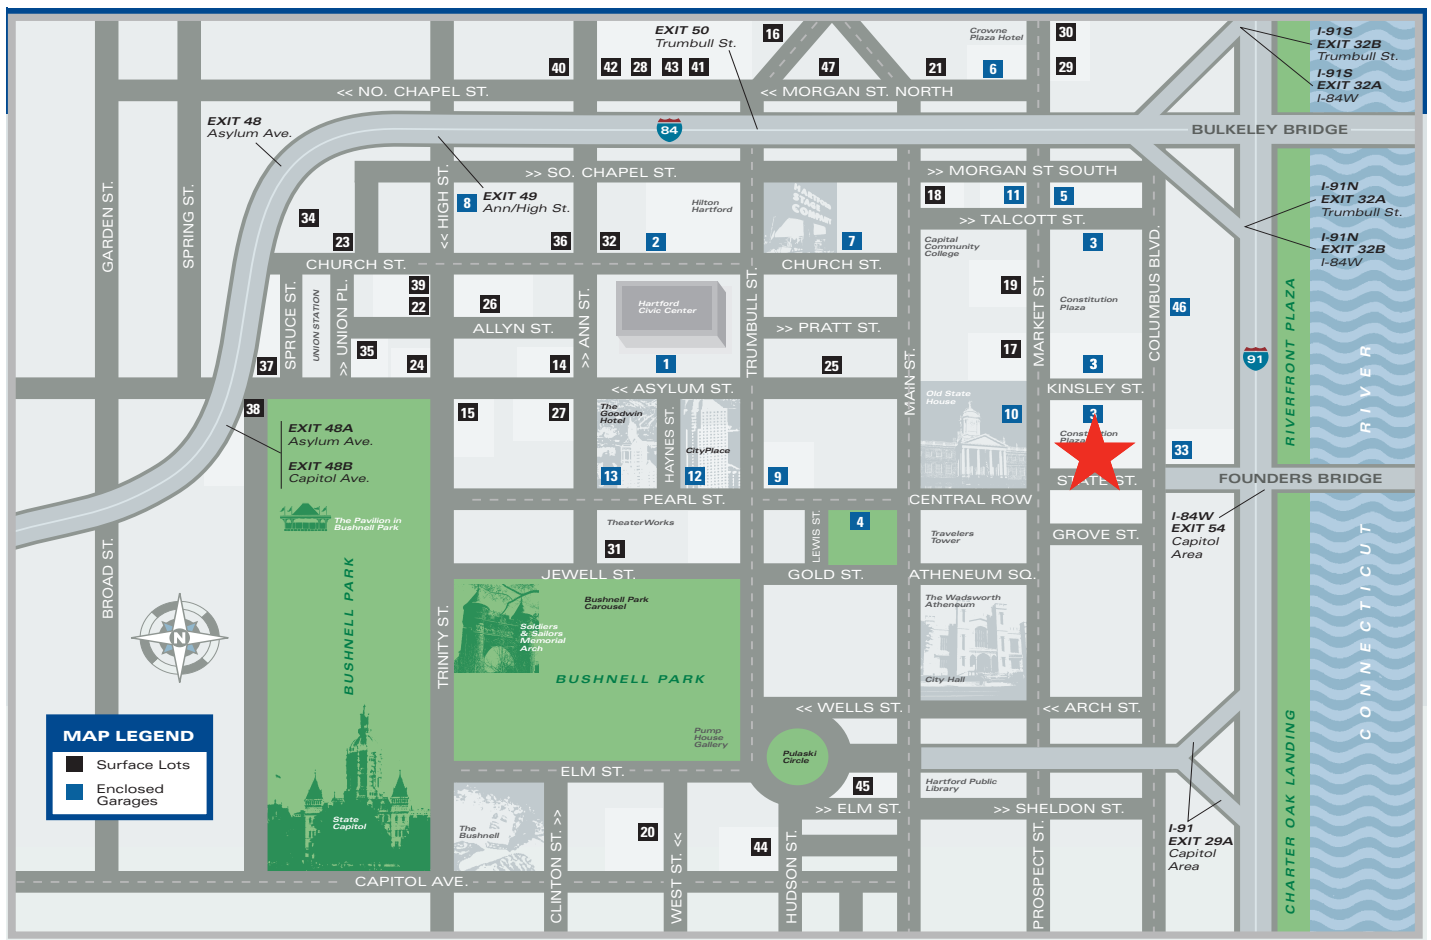 EXIT 50
Trumbull St.
16
Crowne
Plaza Hotel
30
I-91S
EXIT 32B
Trumbull St.
I-91S
EXIT 32A
I-84W
40
42
28
43
41
47
21
6
29
<< NO. CHAPEL ST.
<< MORGAN ST. NORTH
EXIT 48
Asylum Ave.
84
BULKELEY BRIDGE
GARDEN ST.
SPRING ST.
<< HIGH ST.
>> SO. CHAPEL ST.
>> MORGAN ST SOUTH
8
EXIT 49
Ann/High St.
Hilton
Hartford
HARTFORD
STAGE
COMPANY
18
11
5
I-91N
EXIT 32A
Trumbull St.
I-91N
EXIT 32B
I-84W
34
23
36
32
2
7
>> TALCOTT ST.
Capital
Community
College
3
CHURCH ST.
CHURCH ST.
39
22
26
19
Constitution
Plaza
46
SPRUCE ST.
UNION STATION
>> UNION PL.
>> ANN ST.
Hartford
Civic Center
TRUMBULL ST.
MAIN ST.
MARKET ST.
COLUMBUS BLVD.
RIVERFRONT PLAZA
ALLYN ST.
>> PRATT ST.
37
35
24
14
1
25
17
3
91
<< ASYLUM ST.
KINSLEY ST.
38
15
27
The
Goodwin
Hotel
HAYNES ST.
CityPlace
Old State
House
10
3
Constitution
Plaza
33
EXIT 48A
Asylum Ave.
EXIT 48B
Capitol Ave.
13
12
9
STATE ST.
FOUNDERS BRIDGE
PEARL ST.
CENTRAL ROW
The Pavilion in
Bushnell Park
TheaterWorks
31
LEWIS ST.
4
Travelers
Tower
GROVE ST.
I-84W
EXIT 54
Capitol
Area
BROAD ST.
JEWELL ST.
GOLD ST.
ATHENEUM SQ.
BUSHNELL PARK
TRINITY ST.
Bushnell Park
Carousel
Soldiers
& Sailors
Memorial
Arch
BUSHNELL PARK
The Wadsworth
Atheneum
City Hall
CONNECTICUT RIVER
N
<< WELLS ST.
<< ARCH ST.
Pump
House
Gallery
Pulaski
Circle
MAP LEGEND
Surface Lots
Enclosed
Garages
ELM ST.
45
Hartford Public
Library
>> ELM ST.
>> SHELDON ST.
State
Capitol
The
Bushnell
CLINTON ST. >>
20
WEST ST. <<
44
HUDSON ST.
PROSPECT ST.
I-91
EXIT 29A
Capitol
Area
CHARTER OAK LANDING
CAPITOL AVE.